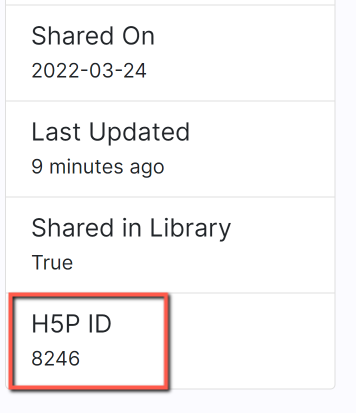 Shared On
2022-03-24
Last Updated
9 minutes ago
Shared in Library
True
H5P ID
8246